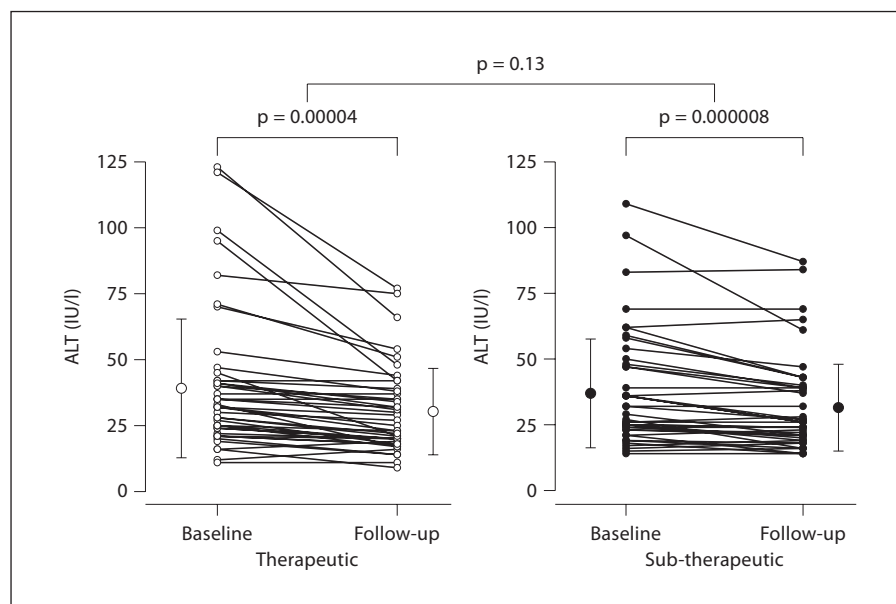 p = 0.13
p = 0.00004
p = 0.000008
125
100
75
50
25
0
ALT (IU/l)
Baseline
Follow-up
Therapeutic
125
100
75
50
25
0
ALT (IU/l)
Baseline
Follow-up
Sub-therapeutic